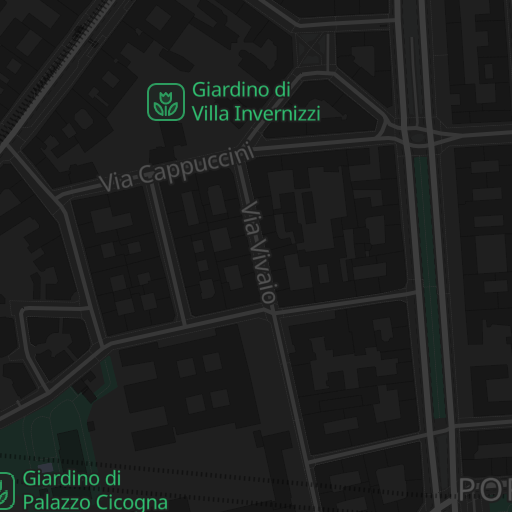 Giardino di
Villa Invernizzi
Via Cappuccini
Via Vivaio
Giardino di
Palazzo Cicogna